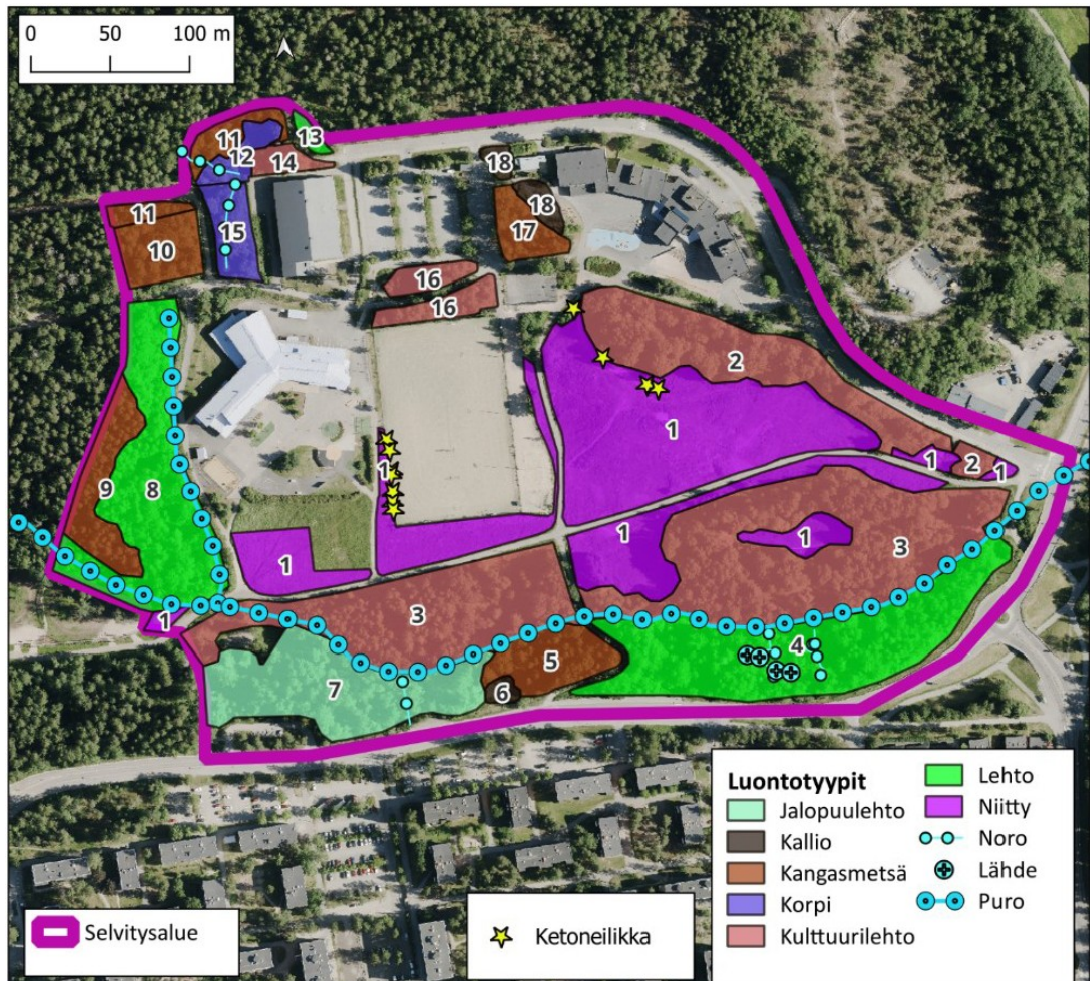 0 50 100 m
13
11
12
14
18
18
11
15
17
10
16
16
2
1
1
9
8
1
2
1
1
1
3
1
3
1
4
5
7
6
Luontotyypit
Jalopuulehto
Kallio
Kangasmetsä
Korpi
Kulttuurilehto
Lehto
Niitty
Noro
Lähde
Puro
Selvitysalue
Ketoneilikka